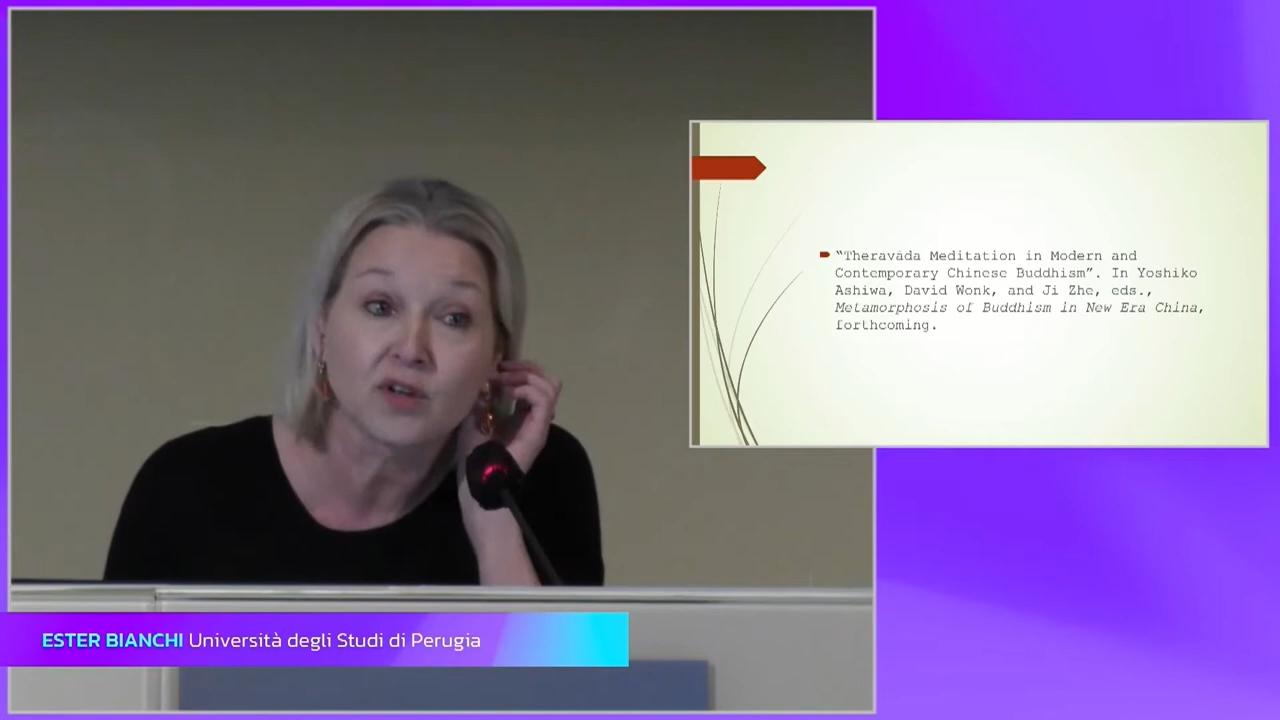 "Theravāda Meditation in Modern and
Contemporary Chinese Buddhism". In Yoshiko
Ashiwa, David Wonk, and Ji Zhe, eds.,
Metamorphosis of Buddhism in New Era China,
forthcoming.
ESTER BIANCHI Università degli Studi di Perugia